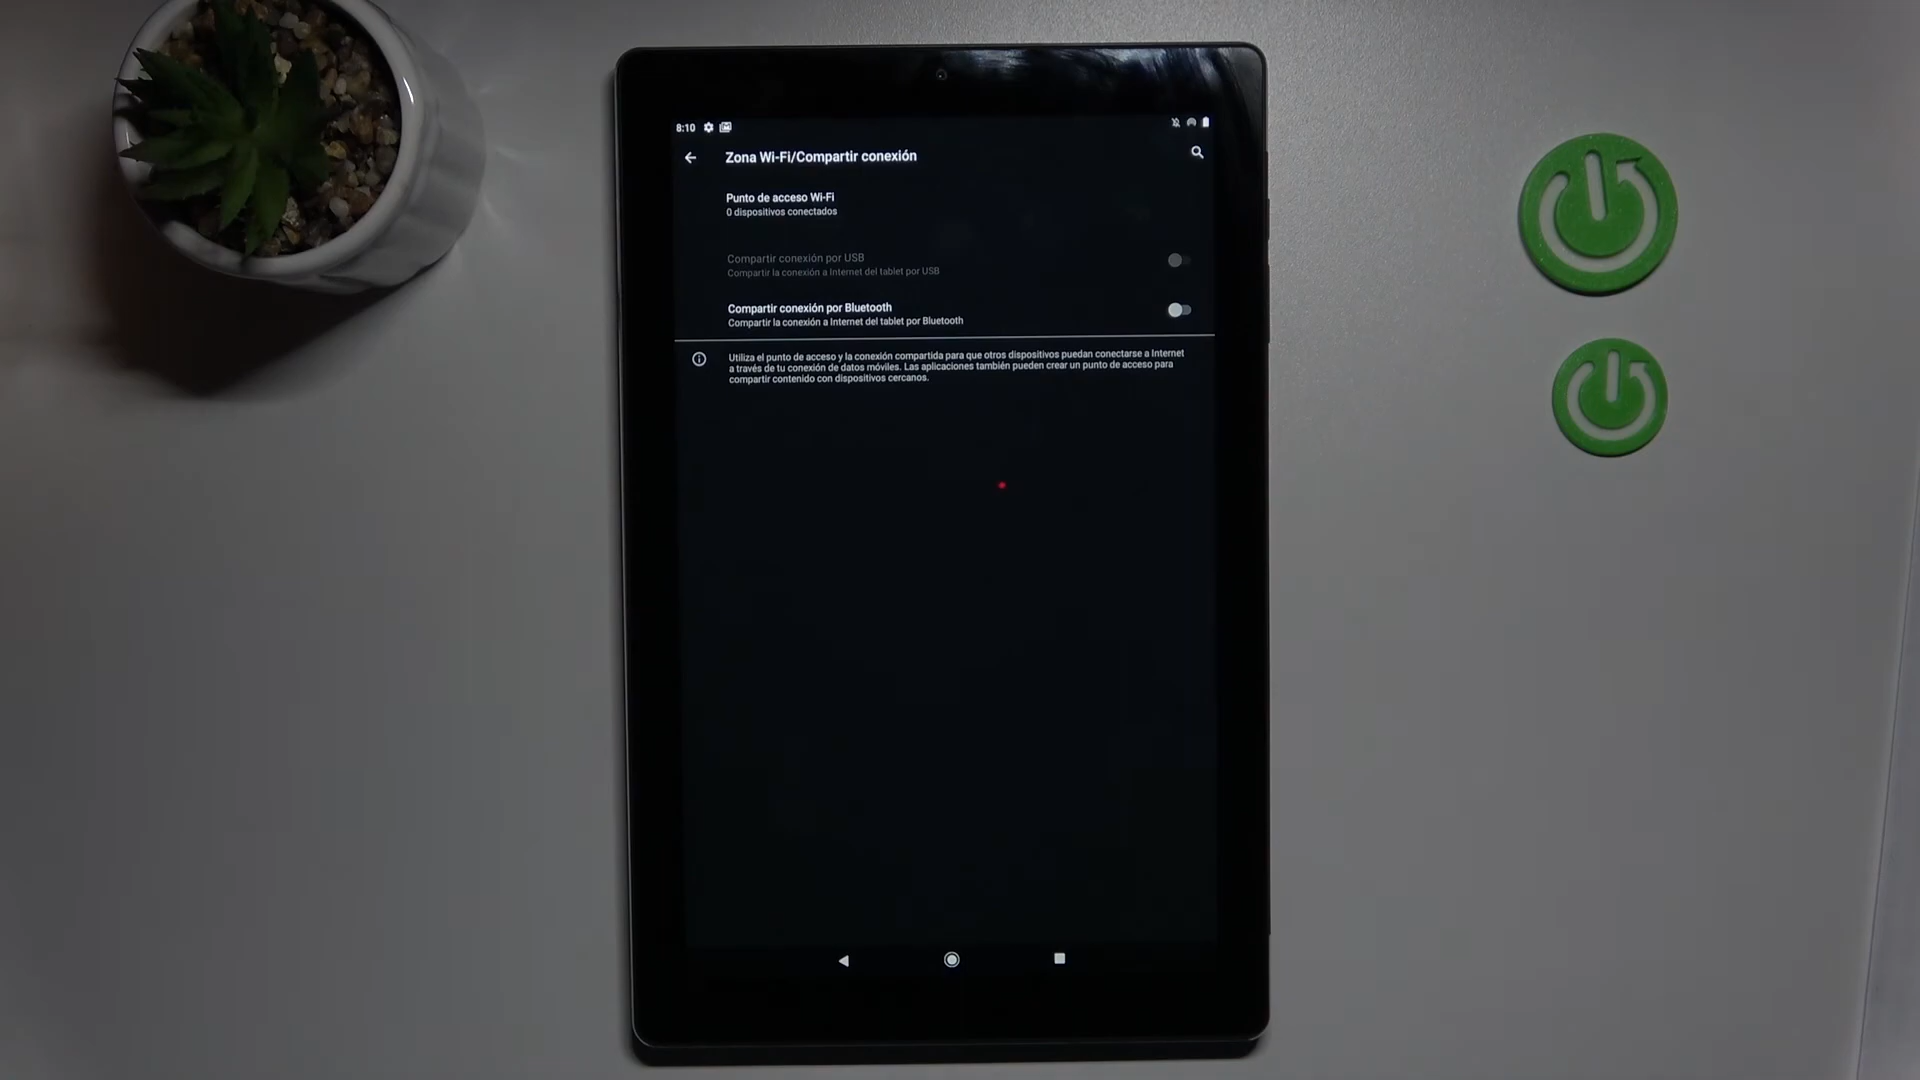 8:10
Zona Wi-Fi/Compartir conexión
Punto de acceso Wi-Fi
0 dispositivos conectados
Compartir conexión por USB
Compartir la conexión a Internet del tablet por USB
Compartir conexión por Bluetooth
Compartir la conexión a Internet del tablet por Bluetooth
Utiliza el punto de acceso y la conexión compartida para que otros dispositivos puedan conectarse a Internet
a través de tu conexión de datos móviles. Las aplicaciones también pueden crear un punto de acceso para
compartir contenido con dispositivos cercanos.